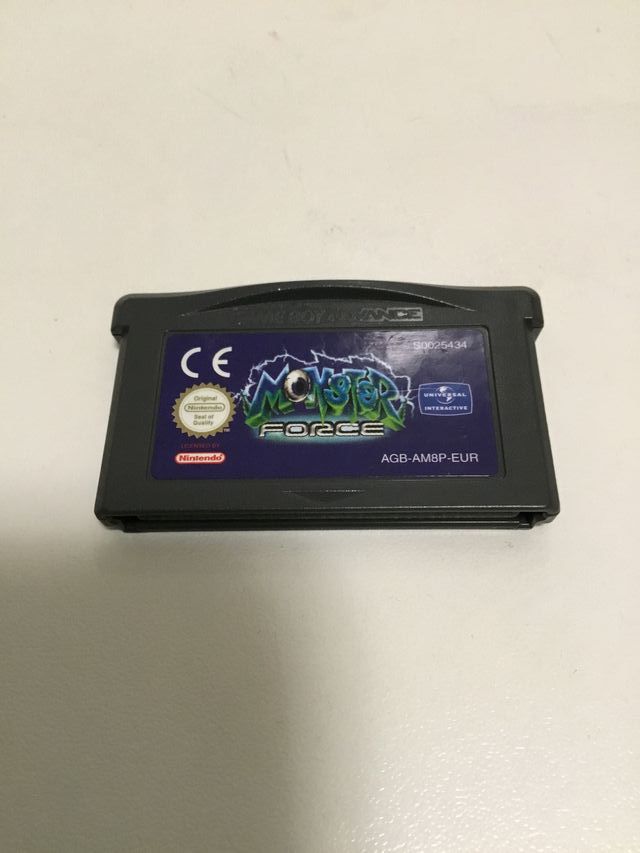 GAME BOY ADVANCE
S0025434
CE
MONSTER
FORCE
Original
Nintendo
Seal of
Quality
TM
LICENSED BY
Nintendo
UNIVERSAL
INTERACTIVE
AGB-AM8P-EUR